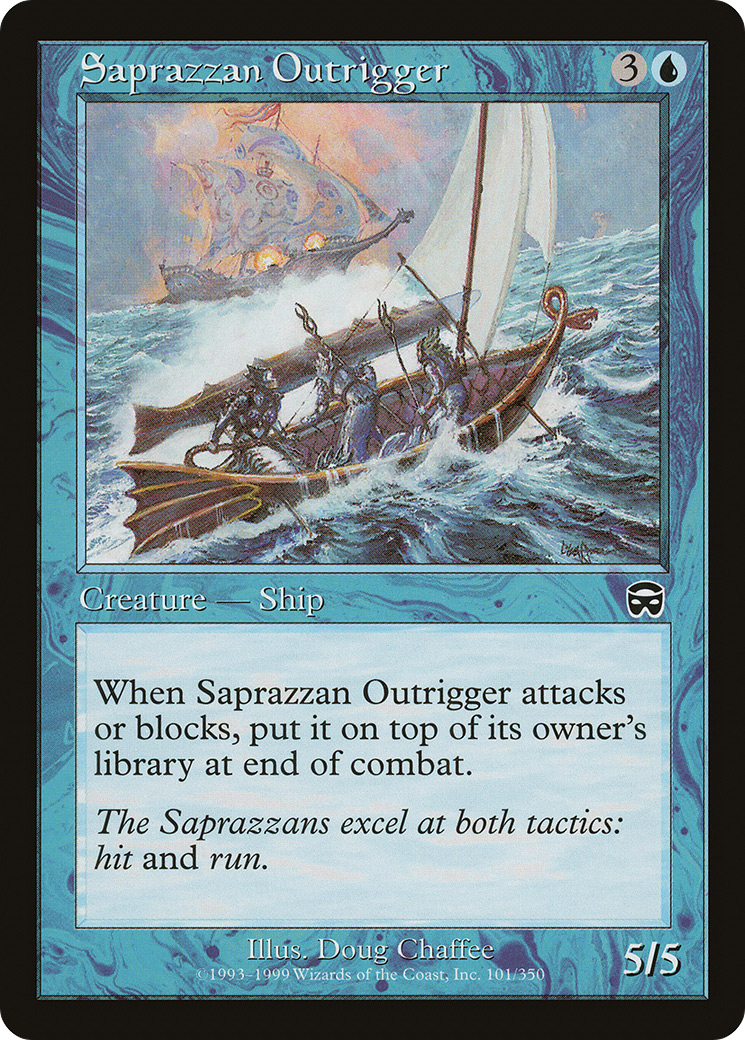 Saprazzan Outrigger 3
Creature — Ship
When Saprazzan Outrigger attacks
or blocks, put it on top of its owner's
library at end of combat.
The Saprazzans excel at both tactics:
hit and run.
Illus. Doug Chaffee
©1993–1999 Wizards of the Coast, Inc. 101/350
5/5